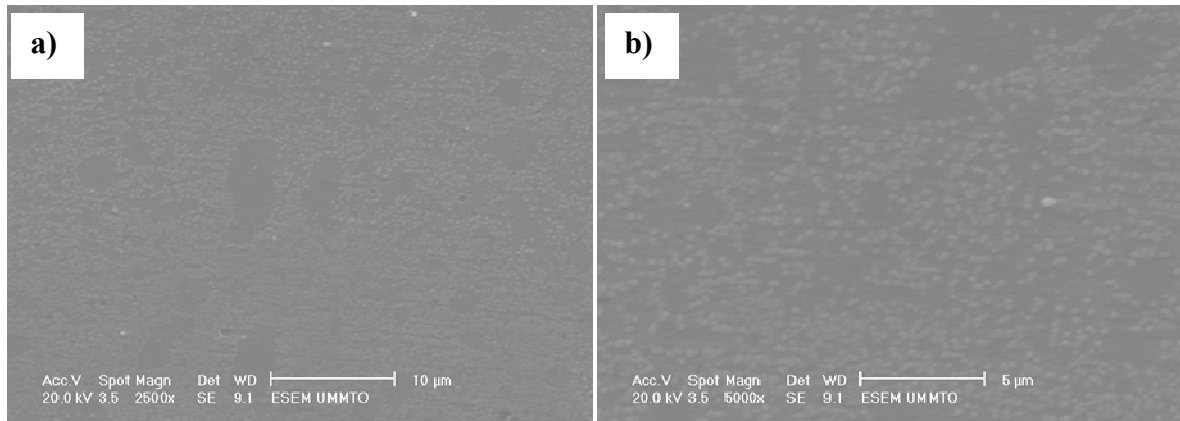 a)
Acc.V Spot Magn Det WD 10 µm
20.0 kV 3.5 2500x SE 9.1 ESEM UMMTO
b)
Acc.V Spot Magn Det WD 5 µm
20.0 kV 3.5 5000x SE 9.1 ESEM UMMTO